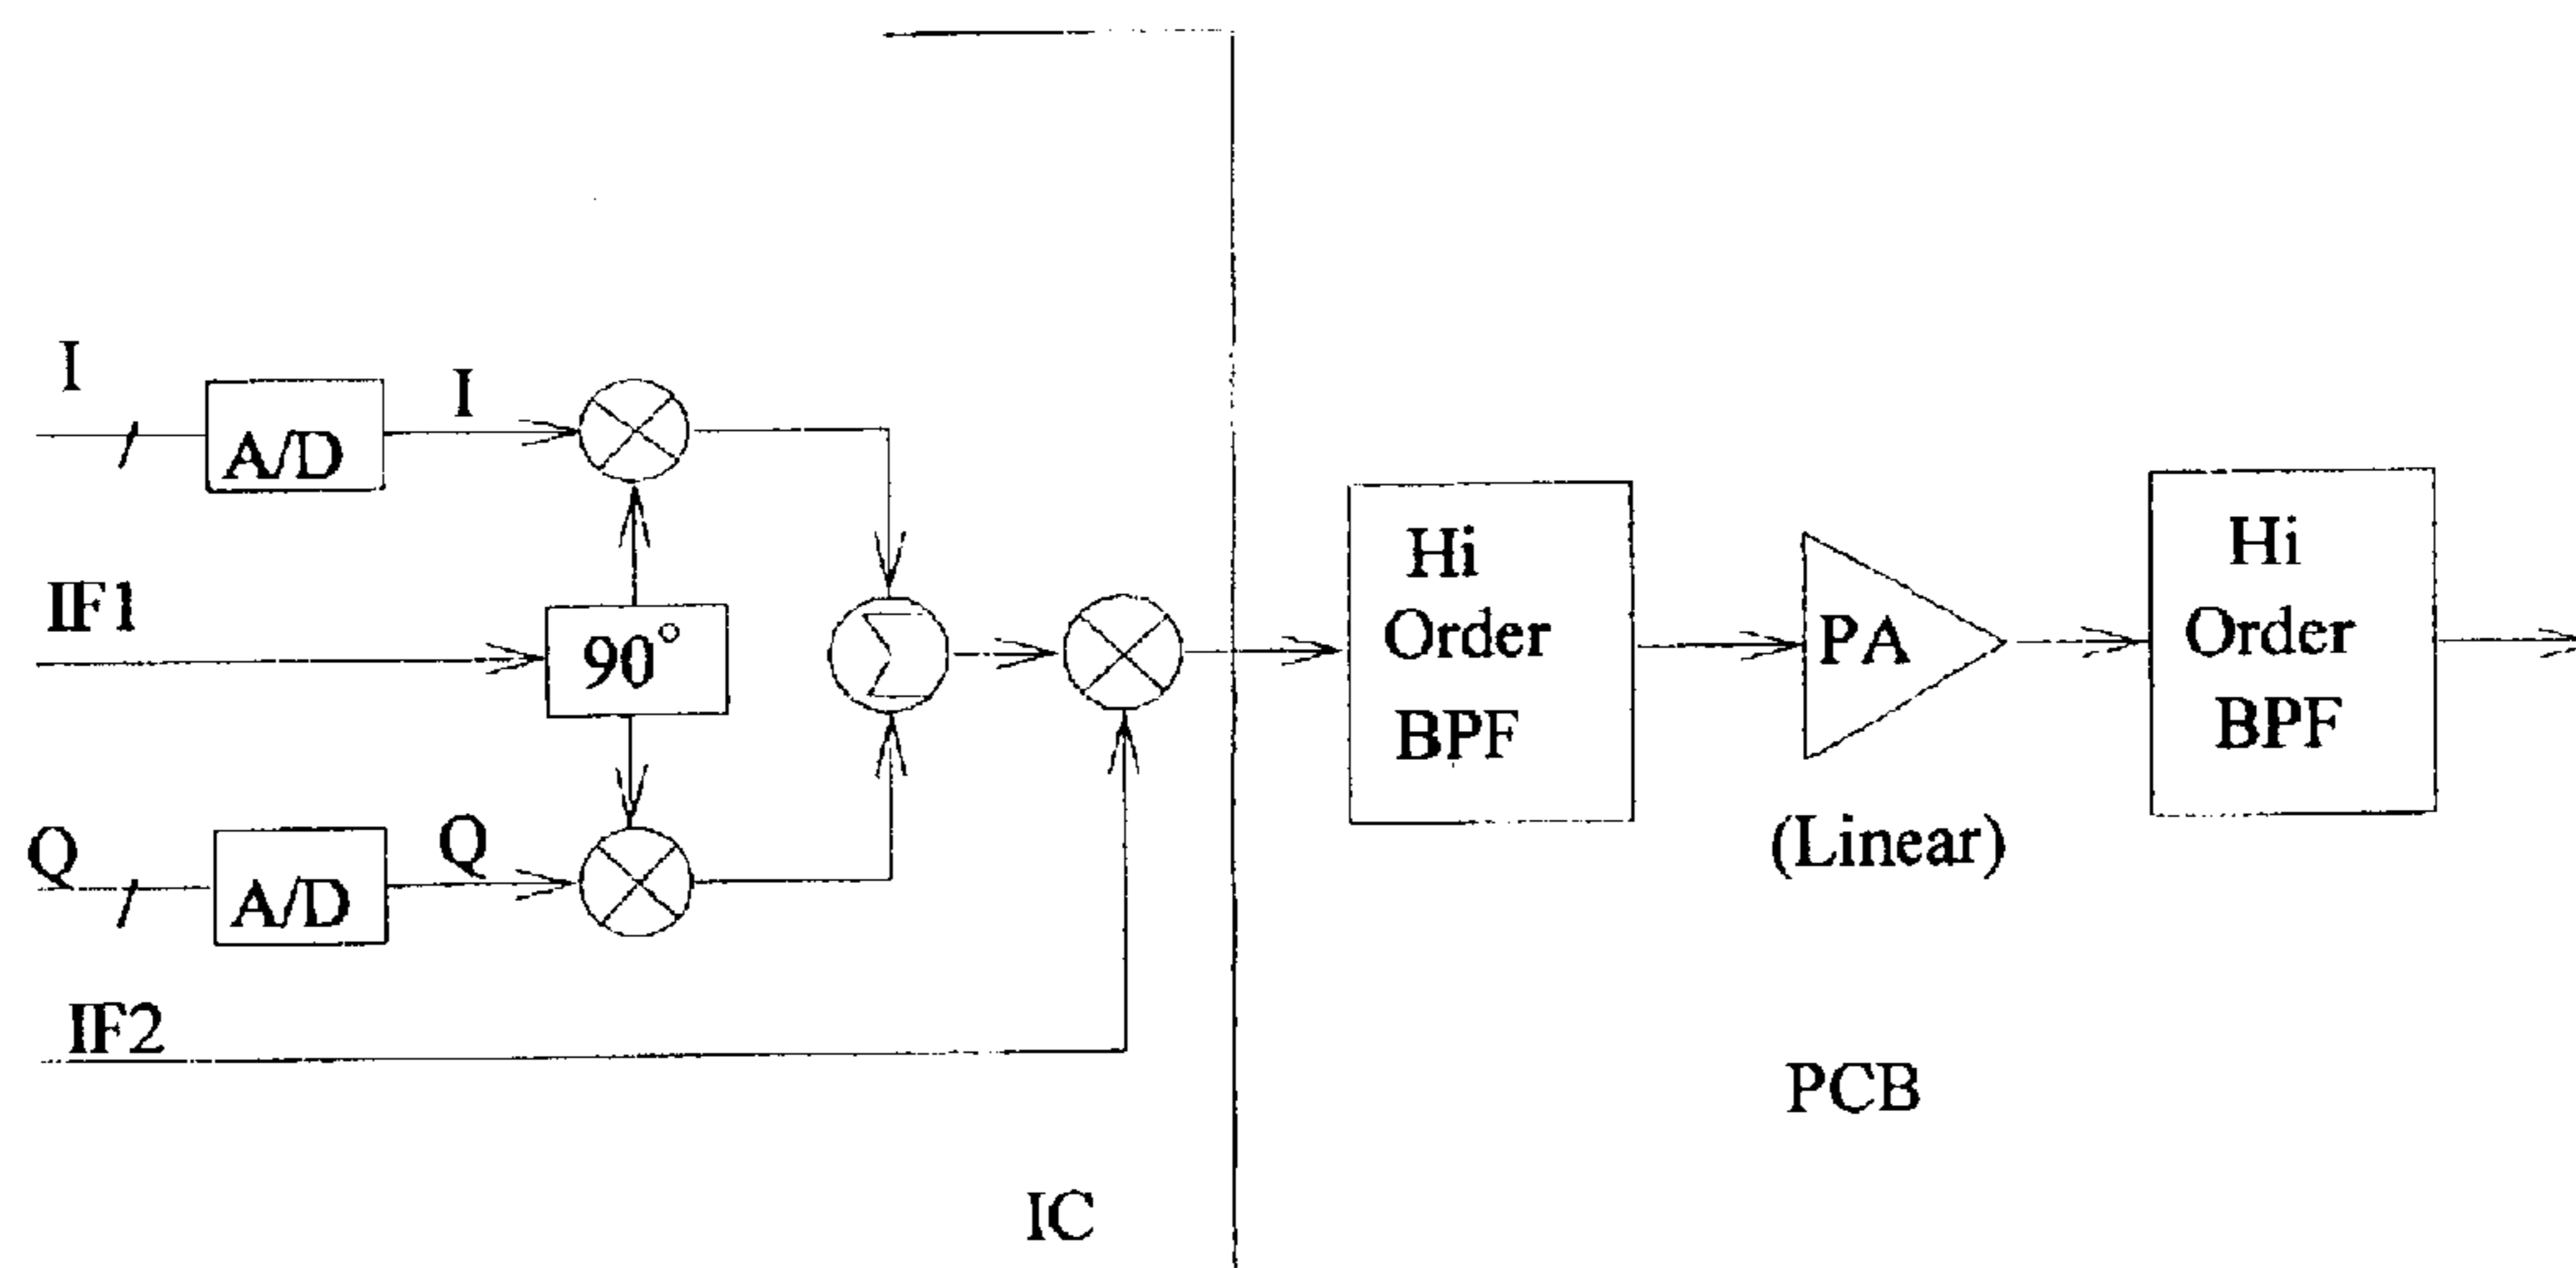 I
A/D
I
IF1
90°
Q
A/D
Q
IF2
IC
Hi
Order
BPF
PA
(Linear)
Hi
Order
BPF
PCB